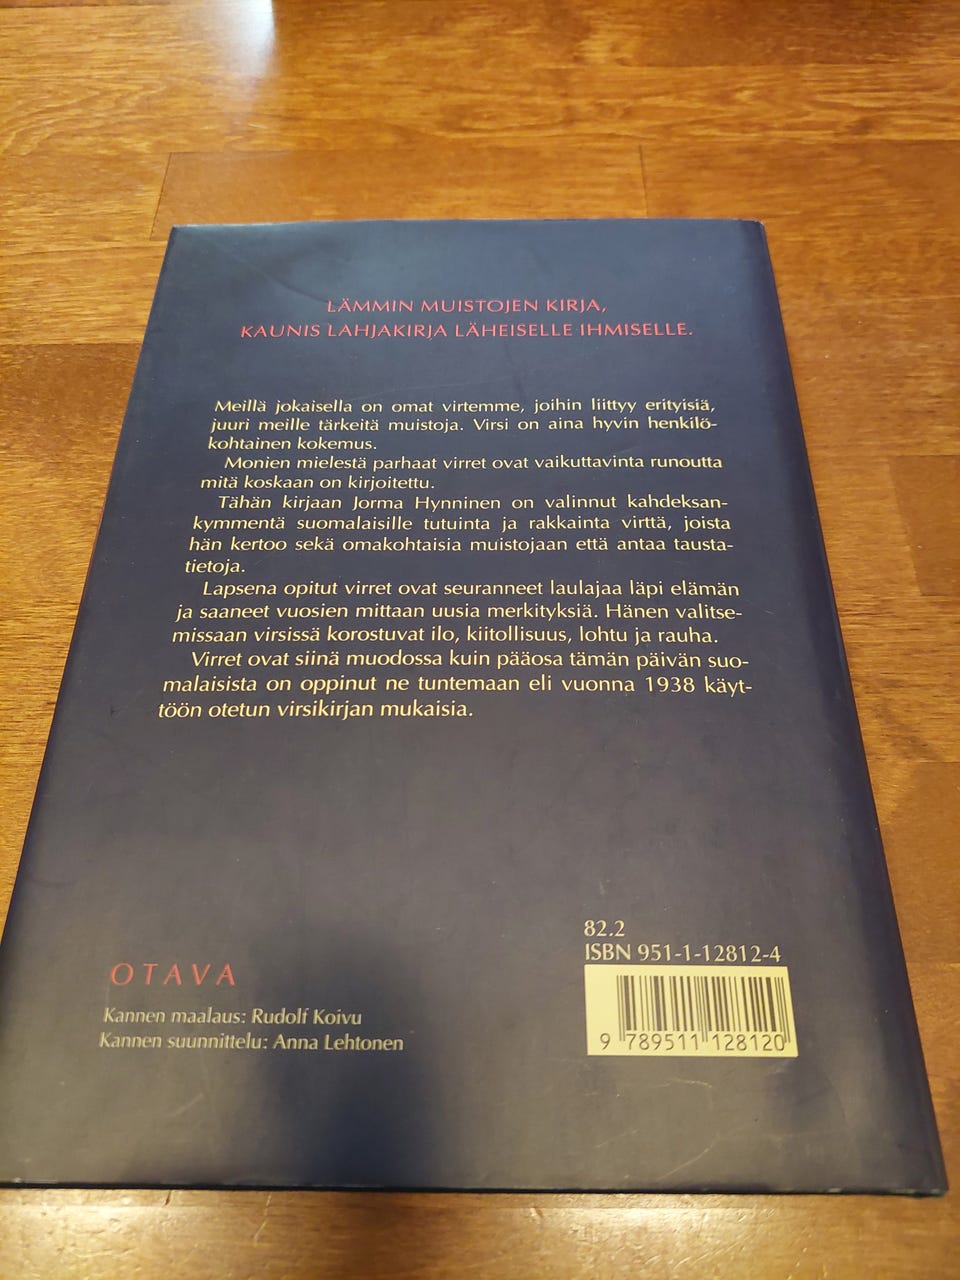 LÄMMIN MUISTOJEN KIRJA,
KAUNIS LAHJAKIRJA LÄHEISELLE IHMISELLE.
Meillä jokaisella on omat virtemme, joihin liittyy erityisiä,
juuri meille tärkeitä muistoja. Virsi on aina hyvin henkilö-
kohtainen kokemus.
Monien mielestä parhaat virret ovat vaikuttavinta runoutta
mitä koskaan on kirjoitettu.
Tähän kirjaan Jorma Hynninen on valinnut kahdeksan-
kymmentä suomalaisille tutuinta ja rakkainta virttä, joista
hän kertoo sekä omakohtaisia muistojaan että antaa tausta-
tietoja.
Lapsena opitut virret ovat seuranneet laulajaa läpi elämän
ja saaneet vuosien mittaan uusia merkityksiä. Hänen valitse-
missaan virsissä korostuvat ilo, kiitollisuus, lohtu ja rauha.
Virret ovat siinä muodossa kuin pääosa tämän päivän suo-
malaisista on oppinut ne tuntemaan eli vuonna 1938 käyt-
töön otetun virsikirjan mukaisia.
82.2
ISBN 951-1-12812-4
9 789511 128120
OTAVA
Kannen maalaus: Rudolf Koivu
Kannen suunnittelu: Anna Lehtonen